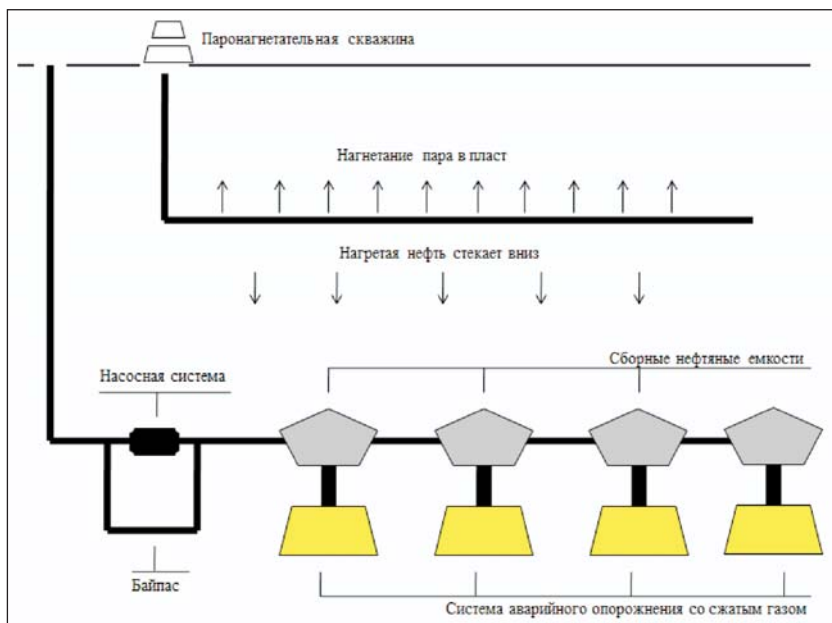 Паронагнетательная скважина
Нагнетание пара в пласт
Нагретая нефть стекает вниз
Сборные нефтяные емкости
Насосная система
Байпас
Система аварийного опорожнения со сжатым газом